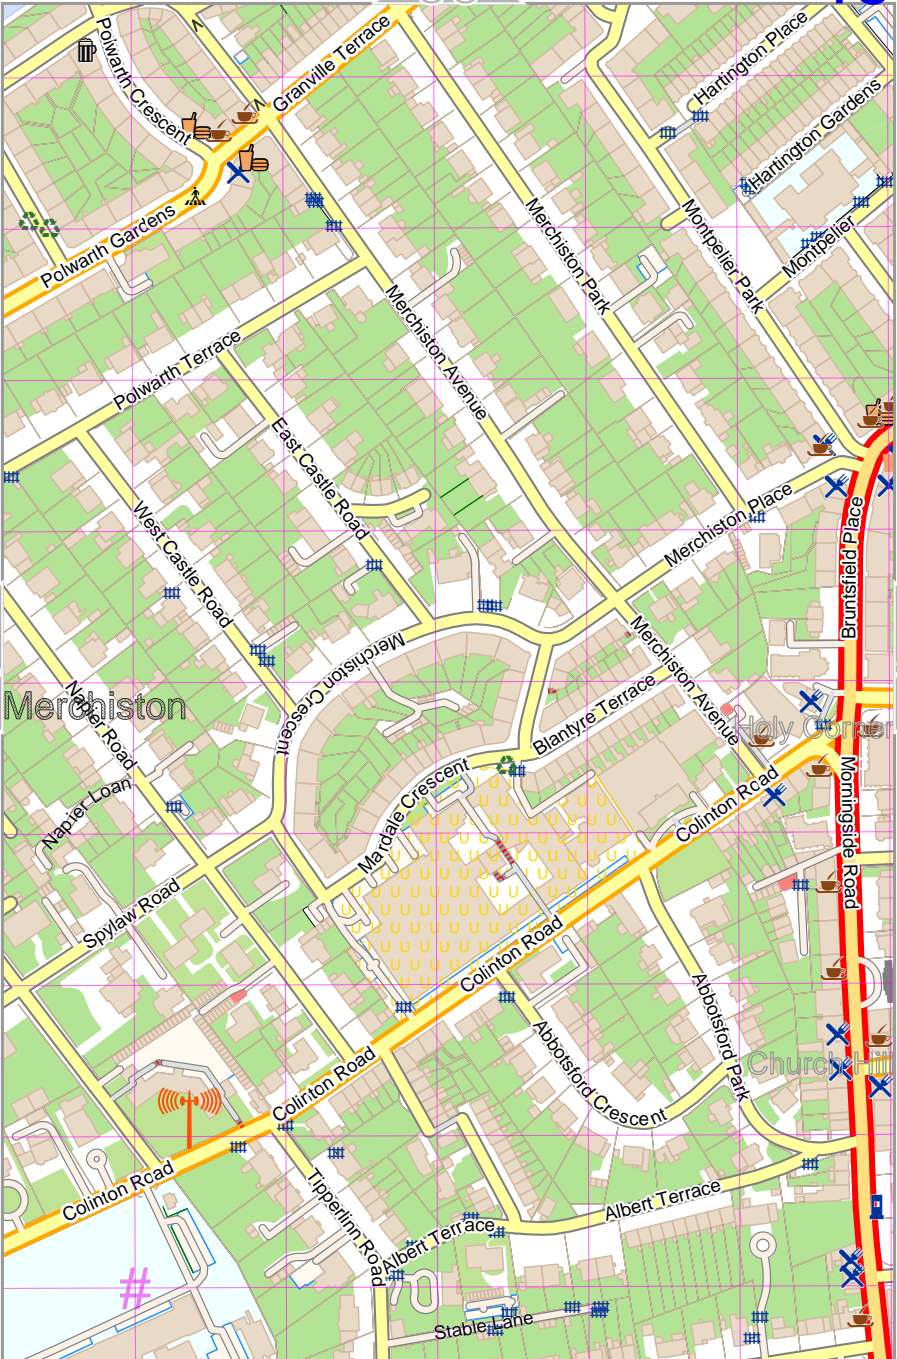 Polwarth Crescent
Granville Terrace
Hartington Place
Hartington Gardens
Polwarth Gardens
Merchiston Park
Montpelier Park
Montpelier
Merchiston Avenue
Polwarth Terrace
East Castle Road
West Castle Road
Merchiston Place
Bruntsfield Place
Merchiston Crescent
Merchiston Avenue
Merchiston
Napier Road
Blantyre Terrace
Holy Corner
Napier Loan
Mardale Crescent
Colinton Road
Morningside Road
Spylaw Road
Colinton Road
Abbotsford Park
Abbotsford Crescent
Church Hill
Colinton Road
Colinton Road
Tipperlinn Road
Albert Terrace
Albert Terrace
#
Stable Lane